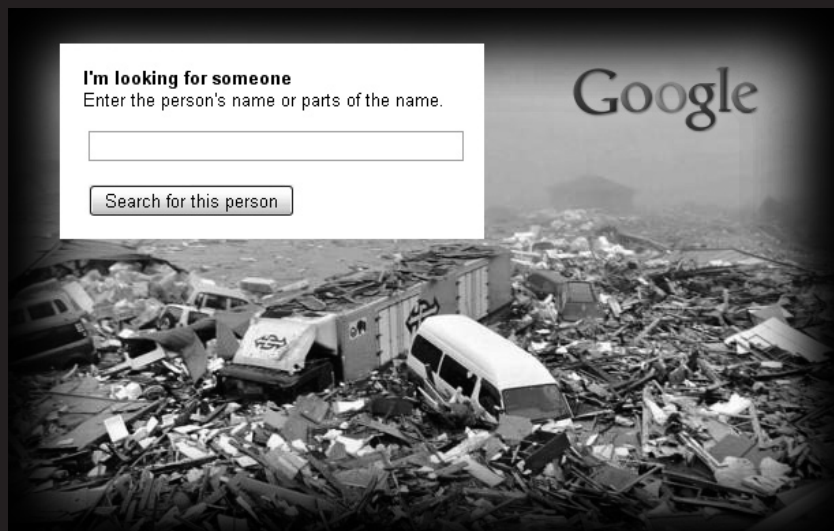 I'm looking for someone
Enter the person's name or parts of the name.
Google
Search for this person